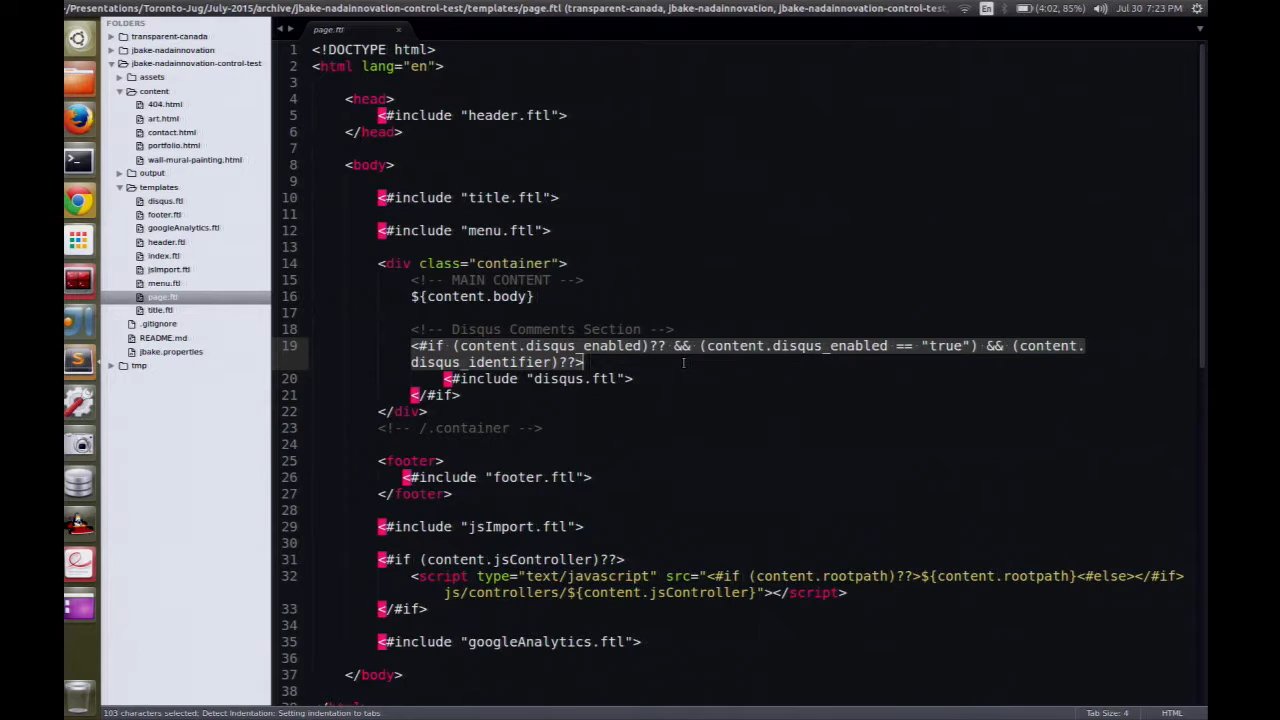 /Presentations/Toronto-Jug/July-2015/archive/jbake-nadainnovation-control-test/templates/page.ftl (transparent-canada, jbake-nadainnovation, jbake-nadainnovation-control-test,
En
(4:02, 85%)
Jul 30 7:23 PM
FOLDERS
transparent-canada
jbake-nadainnovation
jbake-nadainnovation-control-test
assets
content
404.html
art.html
contact.html
portfolio.html
wall-mural-painting.html
output
templates
disqus.ftl
footer.ftl
googleAnalytics.ftl
header.ftl
index.ftl
jsImport.ftl
menu.ftl
page.ftl
title.ftl
.gitignore
README.md
jbake.properties
tmp
page.ftl ×
1 <!DOCTYPE html>
2 <html lang="en">
3
4 <head>
5 <#include "header.ftl">
6 </head>
7
8 <body>
9
10 <#include "title.ftl">
11
12 <#include "menu.ftl">
13
14 <div class="container">
15 <!-- MAIN CONTENT -->
16 ${content.body}
17
18 <!-- Disqus Comments Section -->
19 <#if (content.disqus_enabled)?? && (content.disqus_enabled == "true") && (content.
disqus_identifier)??>
20 <#include "disqus.ftl">
21 </#if>
22 </div>
23 <!-- /.container -->
24
25 <footer>
26 <#include "footer.ftl">
27 </footer>
28
29 <#include "jsImport.ftl">
30
31 <#if (content.jsController)??>
32 <script type="text/javascript" src="<#if (content.rootpath)??>${content.rootpath}<#else></#if>
js/controllers/${content.jsController}"></script>
33 </#if>
34
35 <#include "googleAnalytics.ftl">
36
37 </body>
38
103 characters selected; Detect Indentation: Setting indentation to tabs
Tab Size: 4
HTML